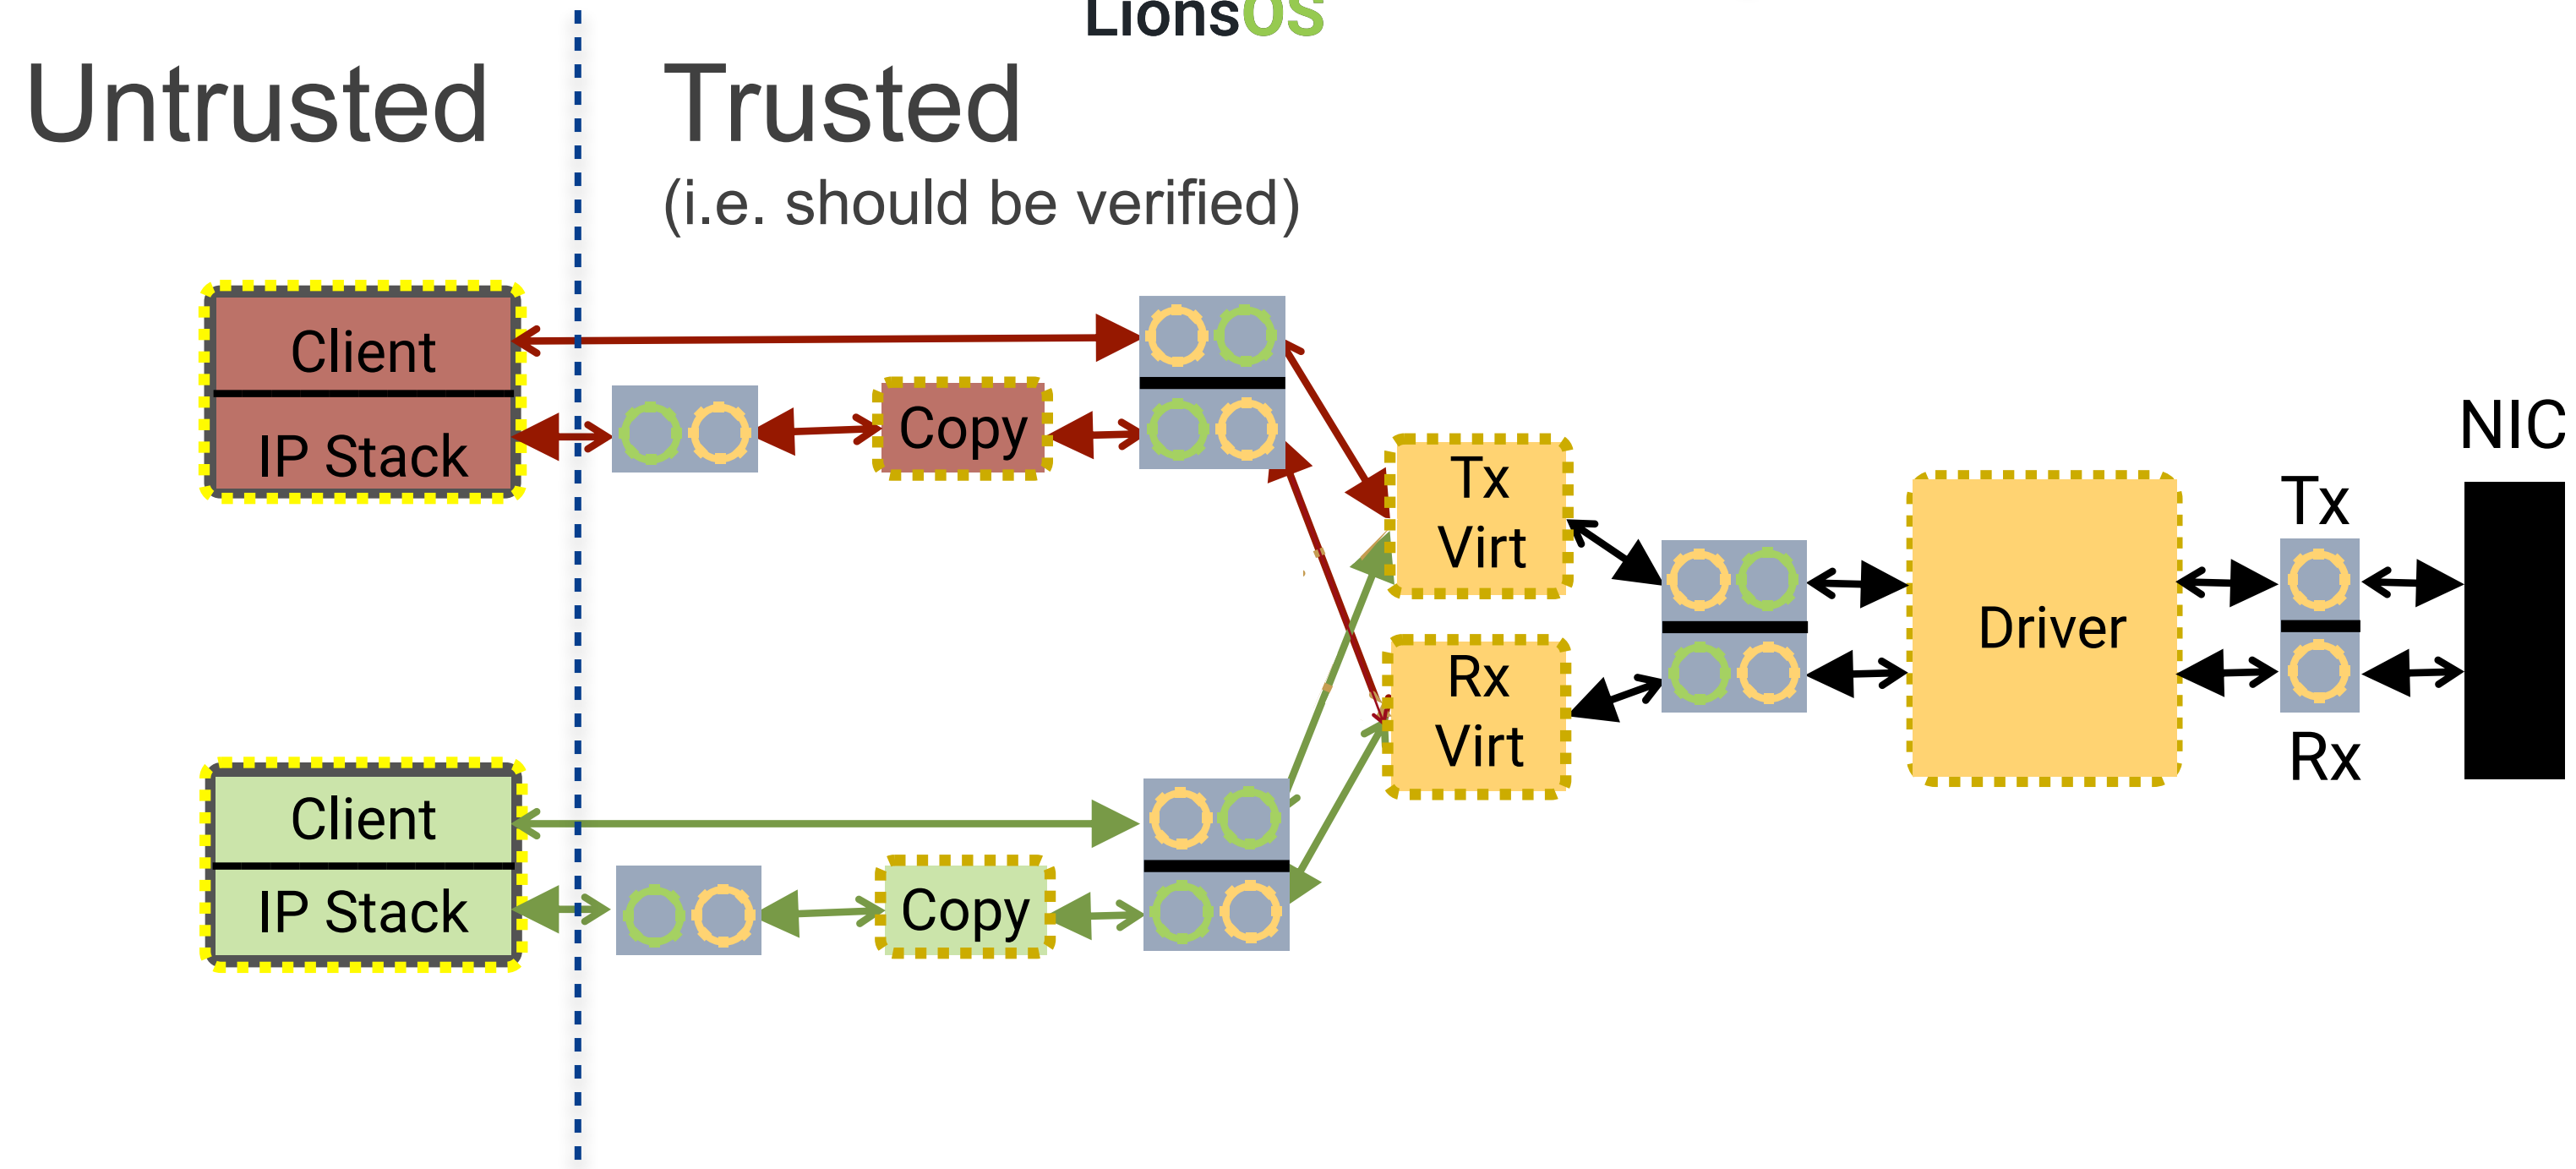 LionsOS
Untrusted
Trusted
(i.e. should be verified)
Client
IP Stack
Copy
Tx
Virt
Rx
Virt
Driver
Tx
Rx
NIC
Client
IP Stack
Copy